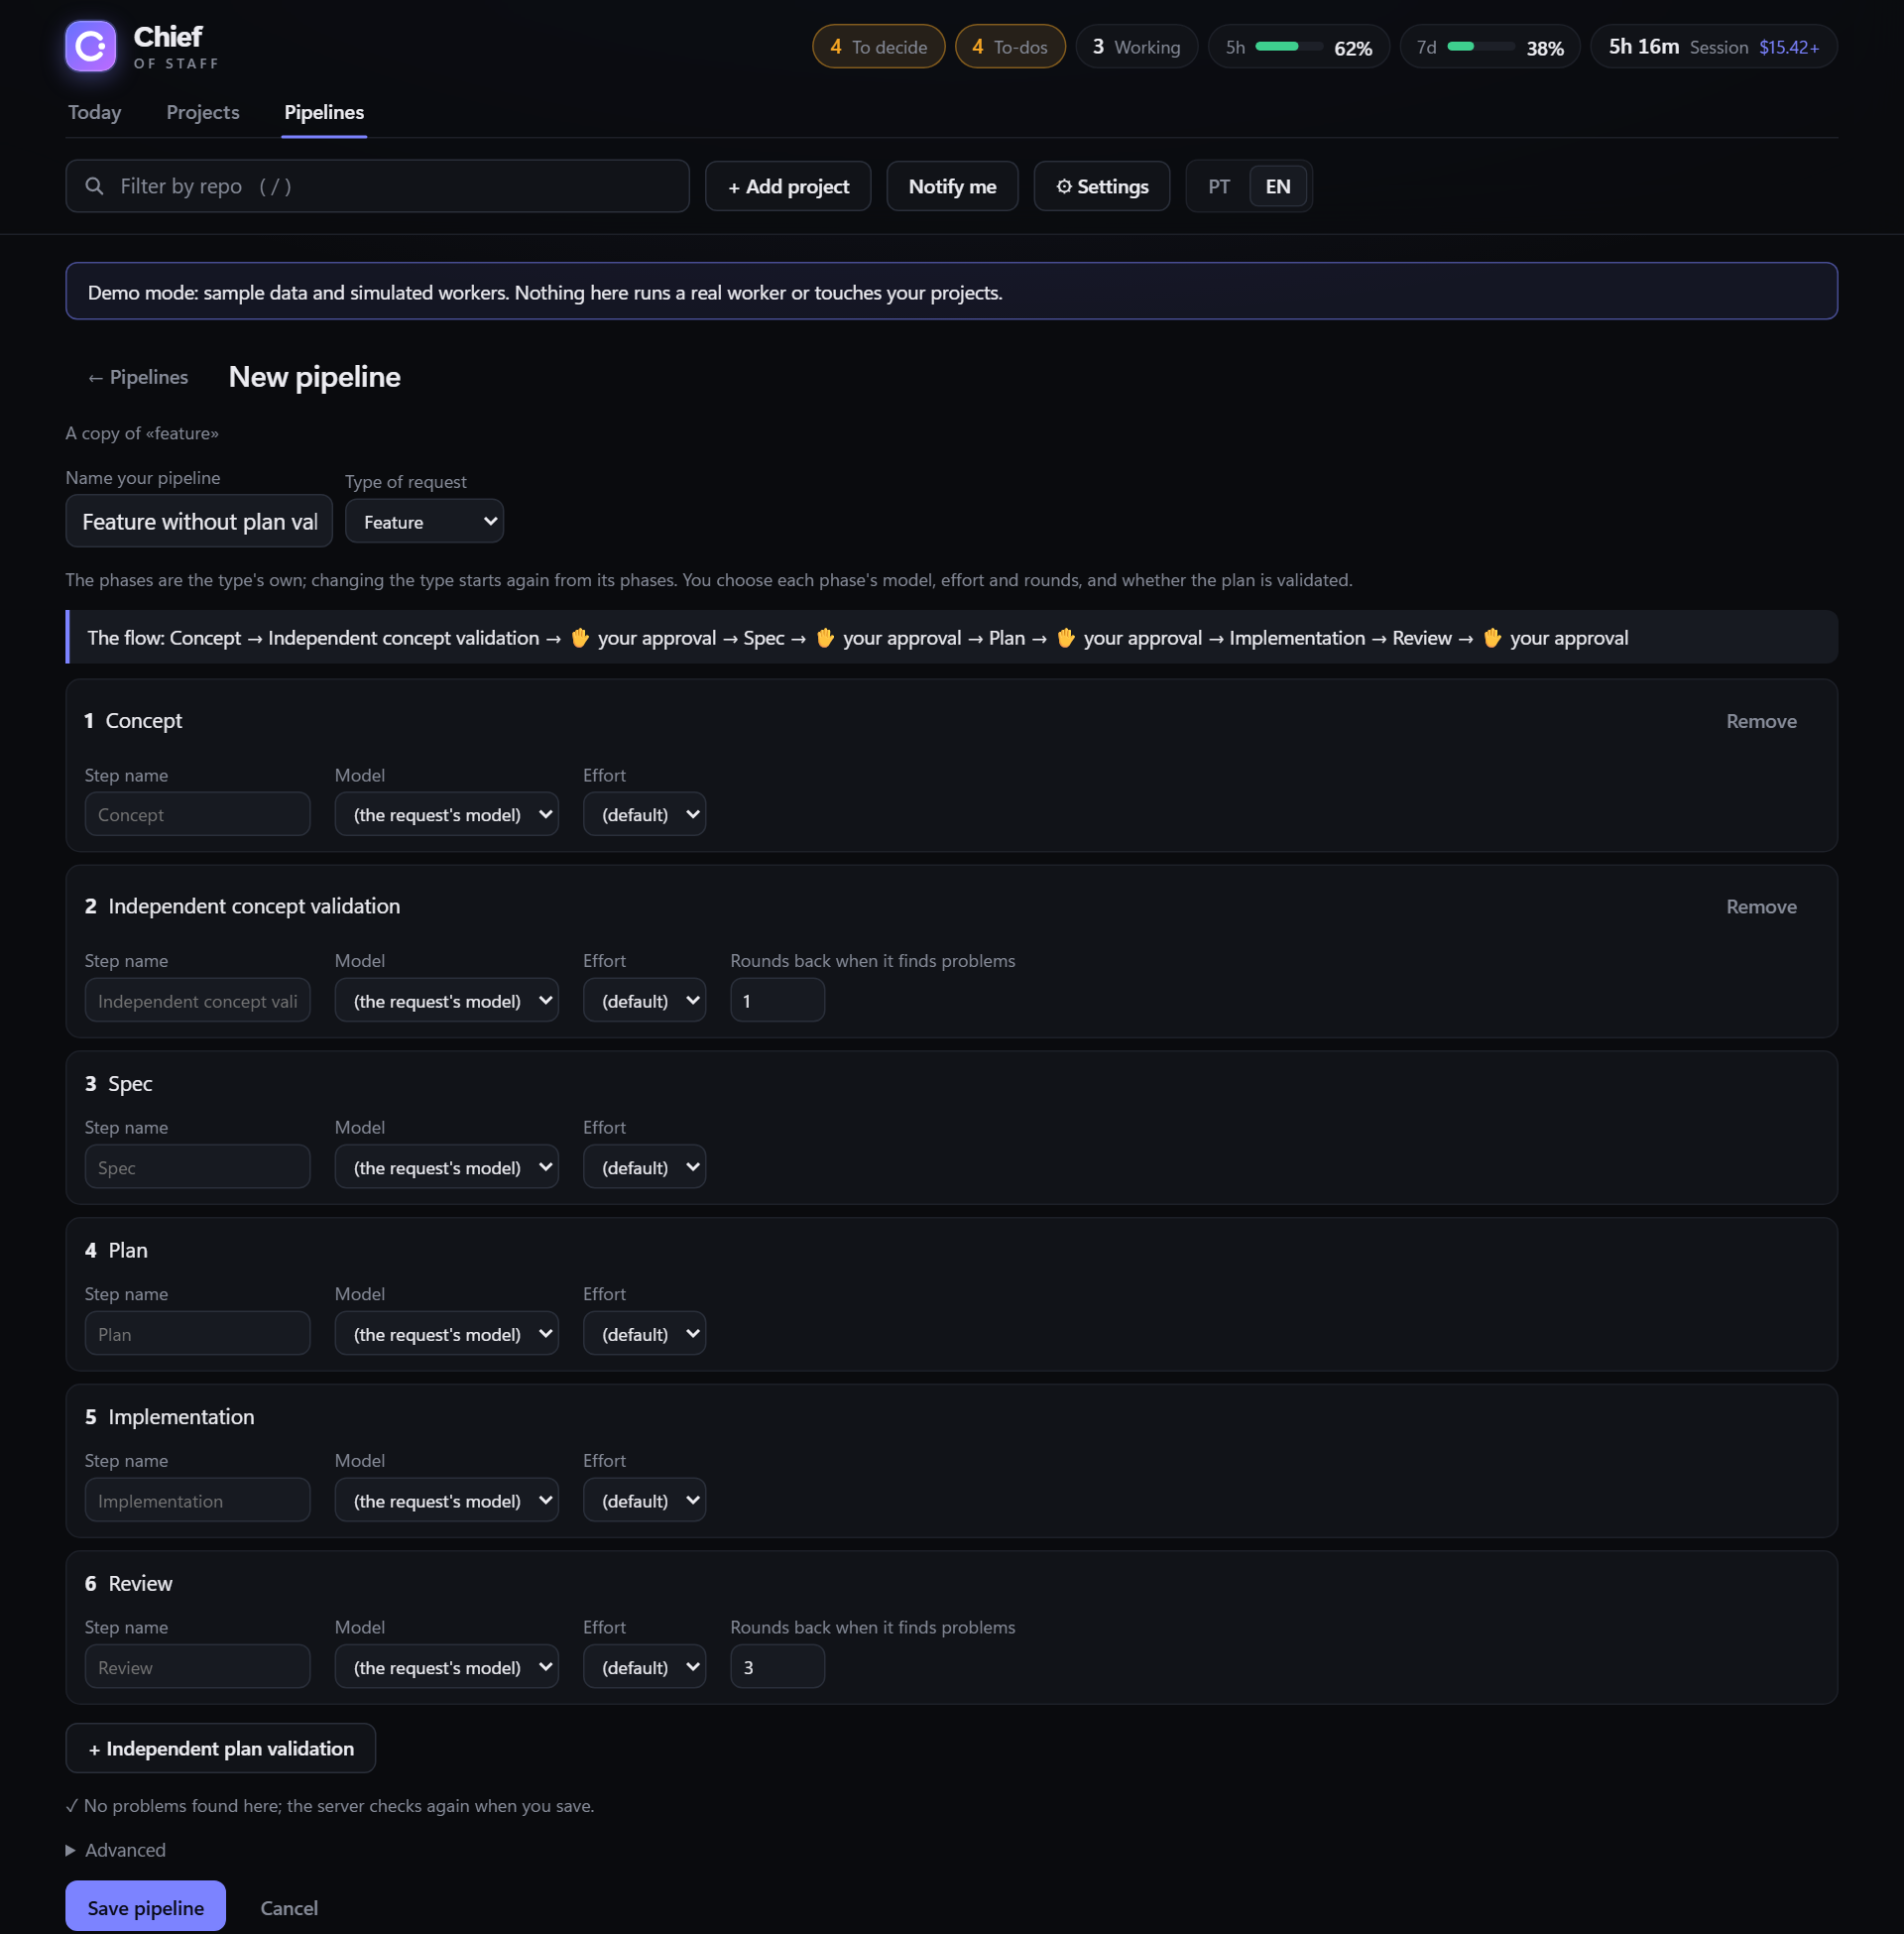 Chief
OF STAFF
4 To decide
4 To-dos
3 Working
5h 62%
7d 38%
5h 16m Session $15.42+
Today
Projects
Pipelines
Filter by repo (/)
+ Add project
Notify me
⚙ Settings
PT
EN
Demo mode: sample data and simulated workers. Nothing here runs a real worker or touches your projects.
← Pipelines
New pipeline
A copy of «feature»
Name your pipeline
Type of request
Feature without plan val
Feature
The phases are the type's own; changing the type starts again from its phases. You choose each phase's model, effort and rounds, and whether the plan is validated.
The flow: Concept → Independent concept validation → ✋ your approval → Spec → ✋ your approval → Plan → ✋ your approval → Implementation → Review → ✋ your approval
1 Concept
Remove
Step name
Model
Effort
Concept
(the request's model)
(default)
2 Independent concept validation
Remove
Step name
Model
Effort
Rounds back when it finds problems
Independent concept vali
(the request's model)
(default)
1
3 Spec
Step name
Model
Effort
Spec
(the request's model)
(default)
4 Plan
Step name
Model
Effort
Plan
(the request's model)
(default)
5 Implementation
Step name
Model
Effort
Implementation
(the request's model)
(default)
6 Review
Step name
Model
Effort
Rounds back when it finds problems
Review
(the request's model)
(default)
3
+ Independent plan validation
✓ No problems found here; the server checks again when you save.
▶ Advanced
Save pipeline
Cancel